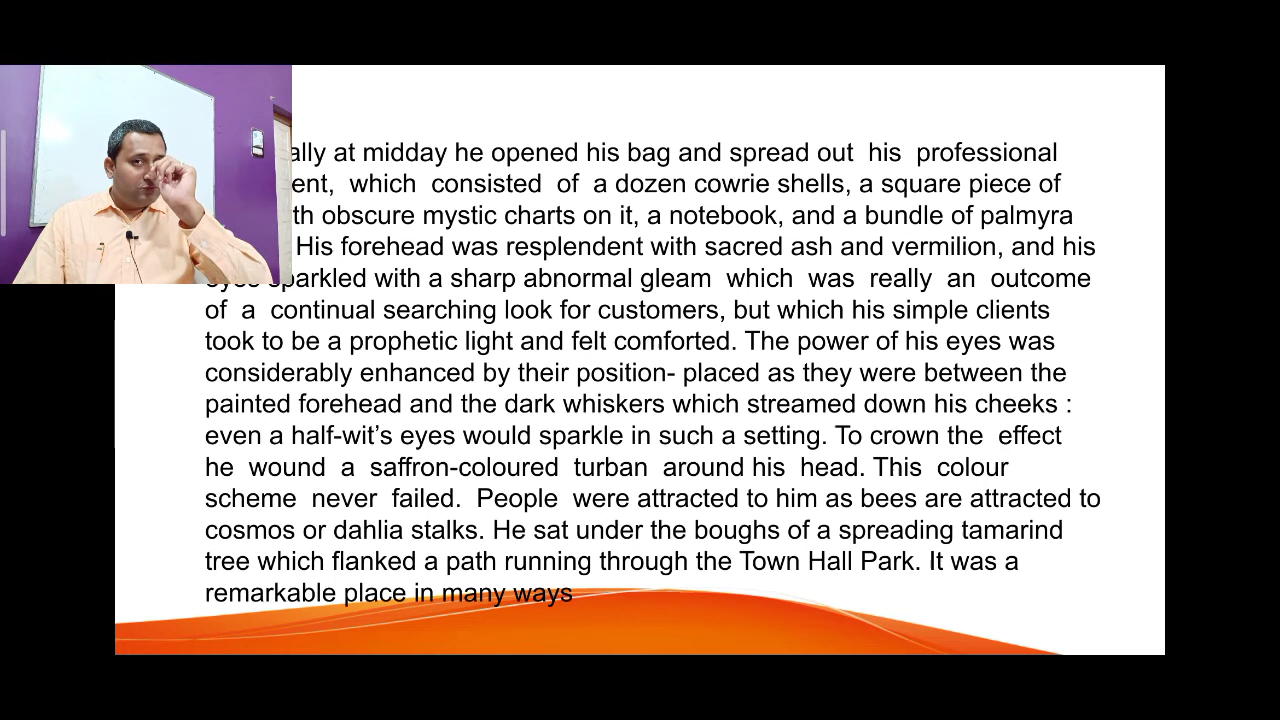 at midday he opened his bag and spread out his professional
which consisted of a dozen cowrie shells, a square piece of
obscure mystic charts on it, a notebook, and a bundle of palmyra
His forehead was resplendent with sacred ash and vermilion, and his
eyes sparkled with a sharp abnormal gleam which was really an outcome
of a continual searching look for customers, but which his simple clients
took to be a prophetic light and felt comforted. The power of his eyes was
considerably enhanced by their position- placed as they were between the
painted forehead and the dark whiskers which streamed down his cheeks :
even a half-wit’s eyes would sparkle in such a setting. To crown the effect
he wound a saffron-coloured turban around his head. This colour
scheme never failed. People were attracted to him as bees are attracted to
cosmos or dahlia stalks. He sat under the boughs of a spreading tamarind
tree which flanked a path running through the Town Hall Park. It was a
remarkable place in many ways